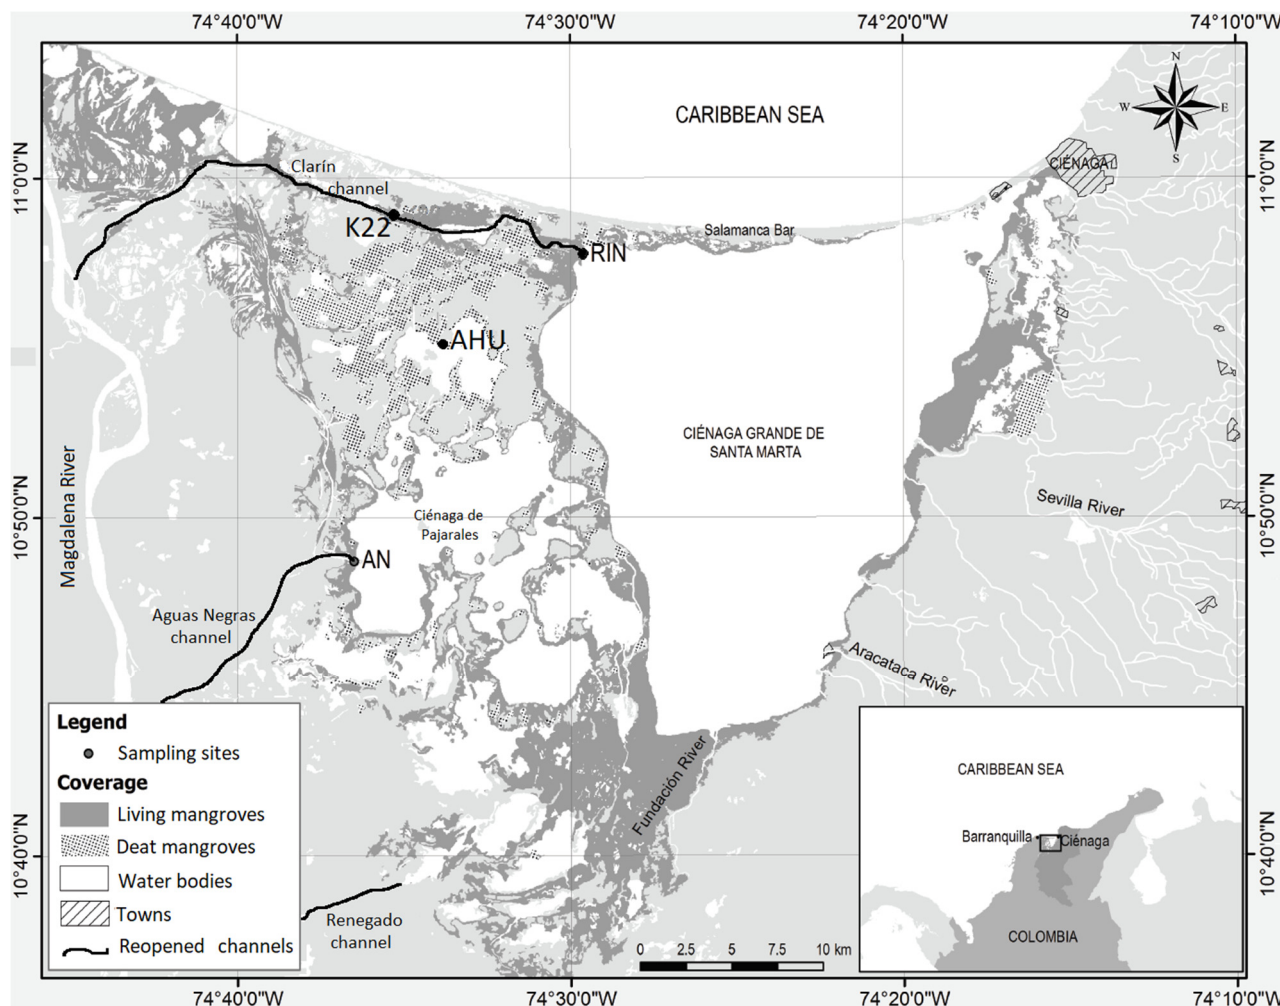 74°40'0"W
74°30'0"W
74°20'0"W
74°10'0"W
N
W
E
S
CARIBBEAN SEA
11°0'0"N
11°0'0"N
CIÉNAGA
Clarín
channel
K22
RIN
Salamanca Bar
AHU
CIÉNAGA GRANDE DE
SANTA MARTA
Magdalena River
10°50'0"N
10°50'0"N
Ciénaga de
Pajarales
Sevilla River
AN
Aguas Negras
channel
Aracataca River
Fundación River
Legend
Sampling sites
Coverage
Living mangroves
Deat mangroves
Water bodies
Towns
Reopened channels
10°40'0"N
10°40'0"N
Renegado
channel
0 2.5 5 7.5 10 km
CARIBBEAN SEA
Barranquilla
Ciénaga
COLOMBIA
74°40'0"W
74°30'0"W
74°20'0"W
74°10'0"W